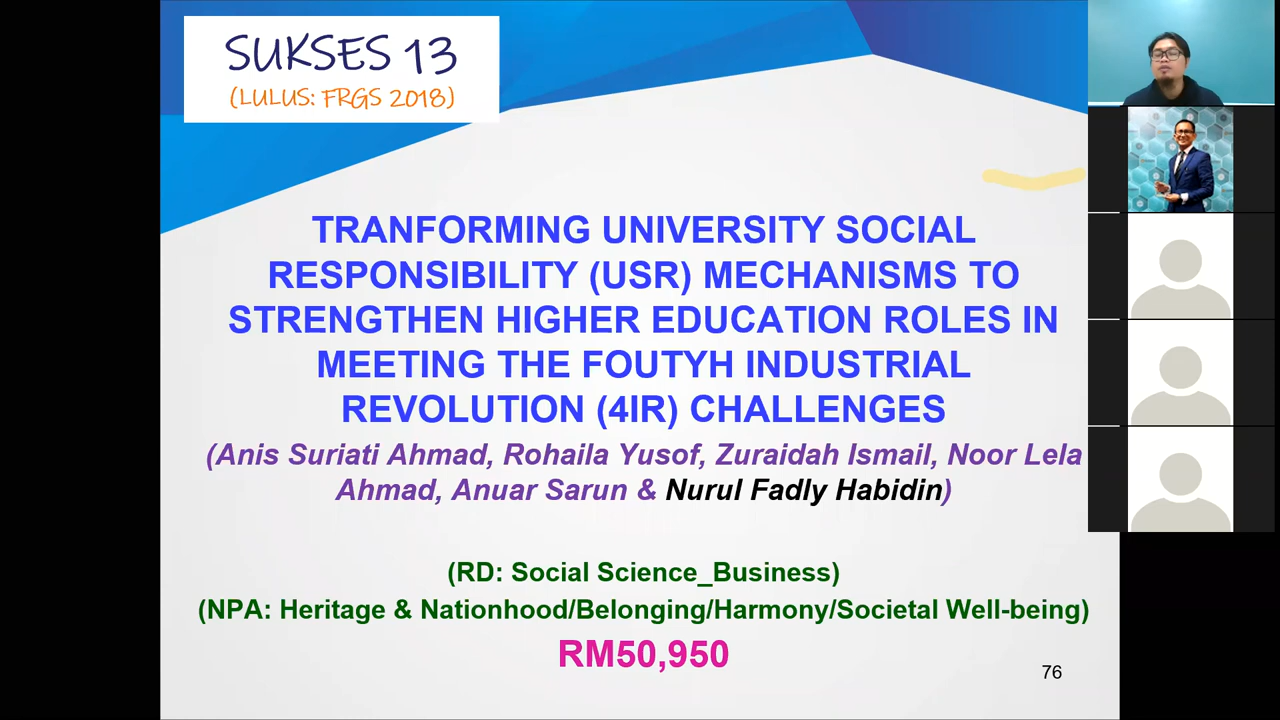 SUKSES 13
(LULUS: FRGS 2018)
TRANFORMING UNIVERSITY SOCIAL
RESPONSIBILITY (USR) MECHANISMS TO
STRENGTHEN HIGHER EDUCATION ROLES IN
MEETING THE FOUTYH INDUSTRIAL
REVOLUTION (4IR) CHALLENGES
(Anis Suriati Ahmad, Rohaila Yusof, Zuraidah Ismail, Noor Lela
Ahmad, Anuar Sarun & Nurul Fadly Habidin)
(RD: Social Science_Business)
(NPA: Heritage & Nationhood/Belonging/Harmony/Societal Well-being)
RM50,950
76